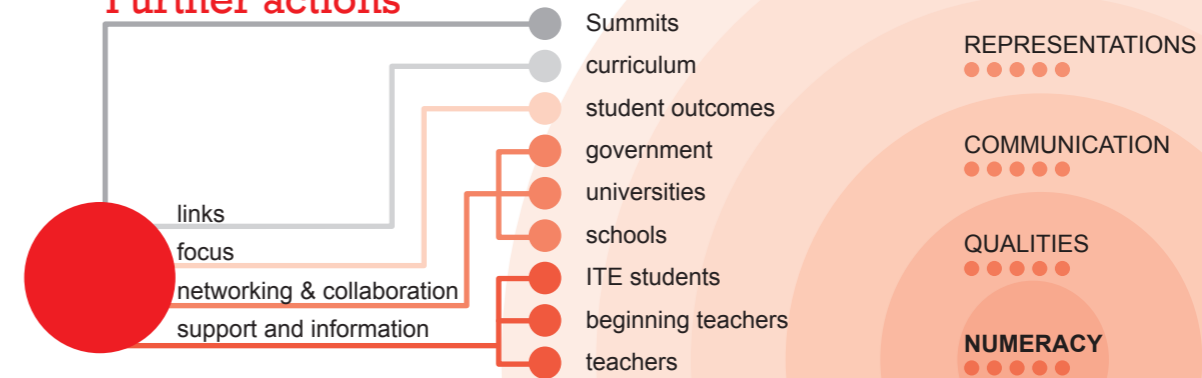 Further actions
Summits
curriculum
student outcomes
government
universities
schools
ITE students
beginning teachers
teachers
links
focus
networking & collaboration
support and information
REPRESENTATIONS
COMMUNICATION
QUALITIES
NUMERACY